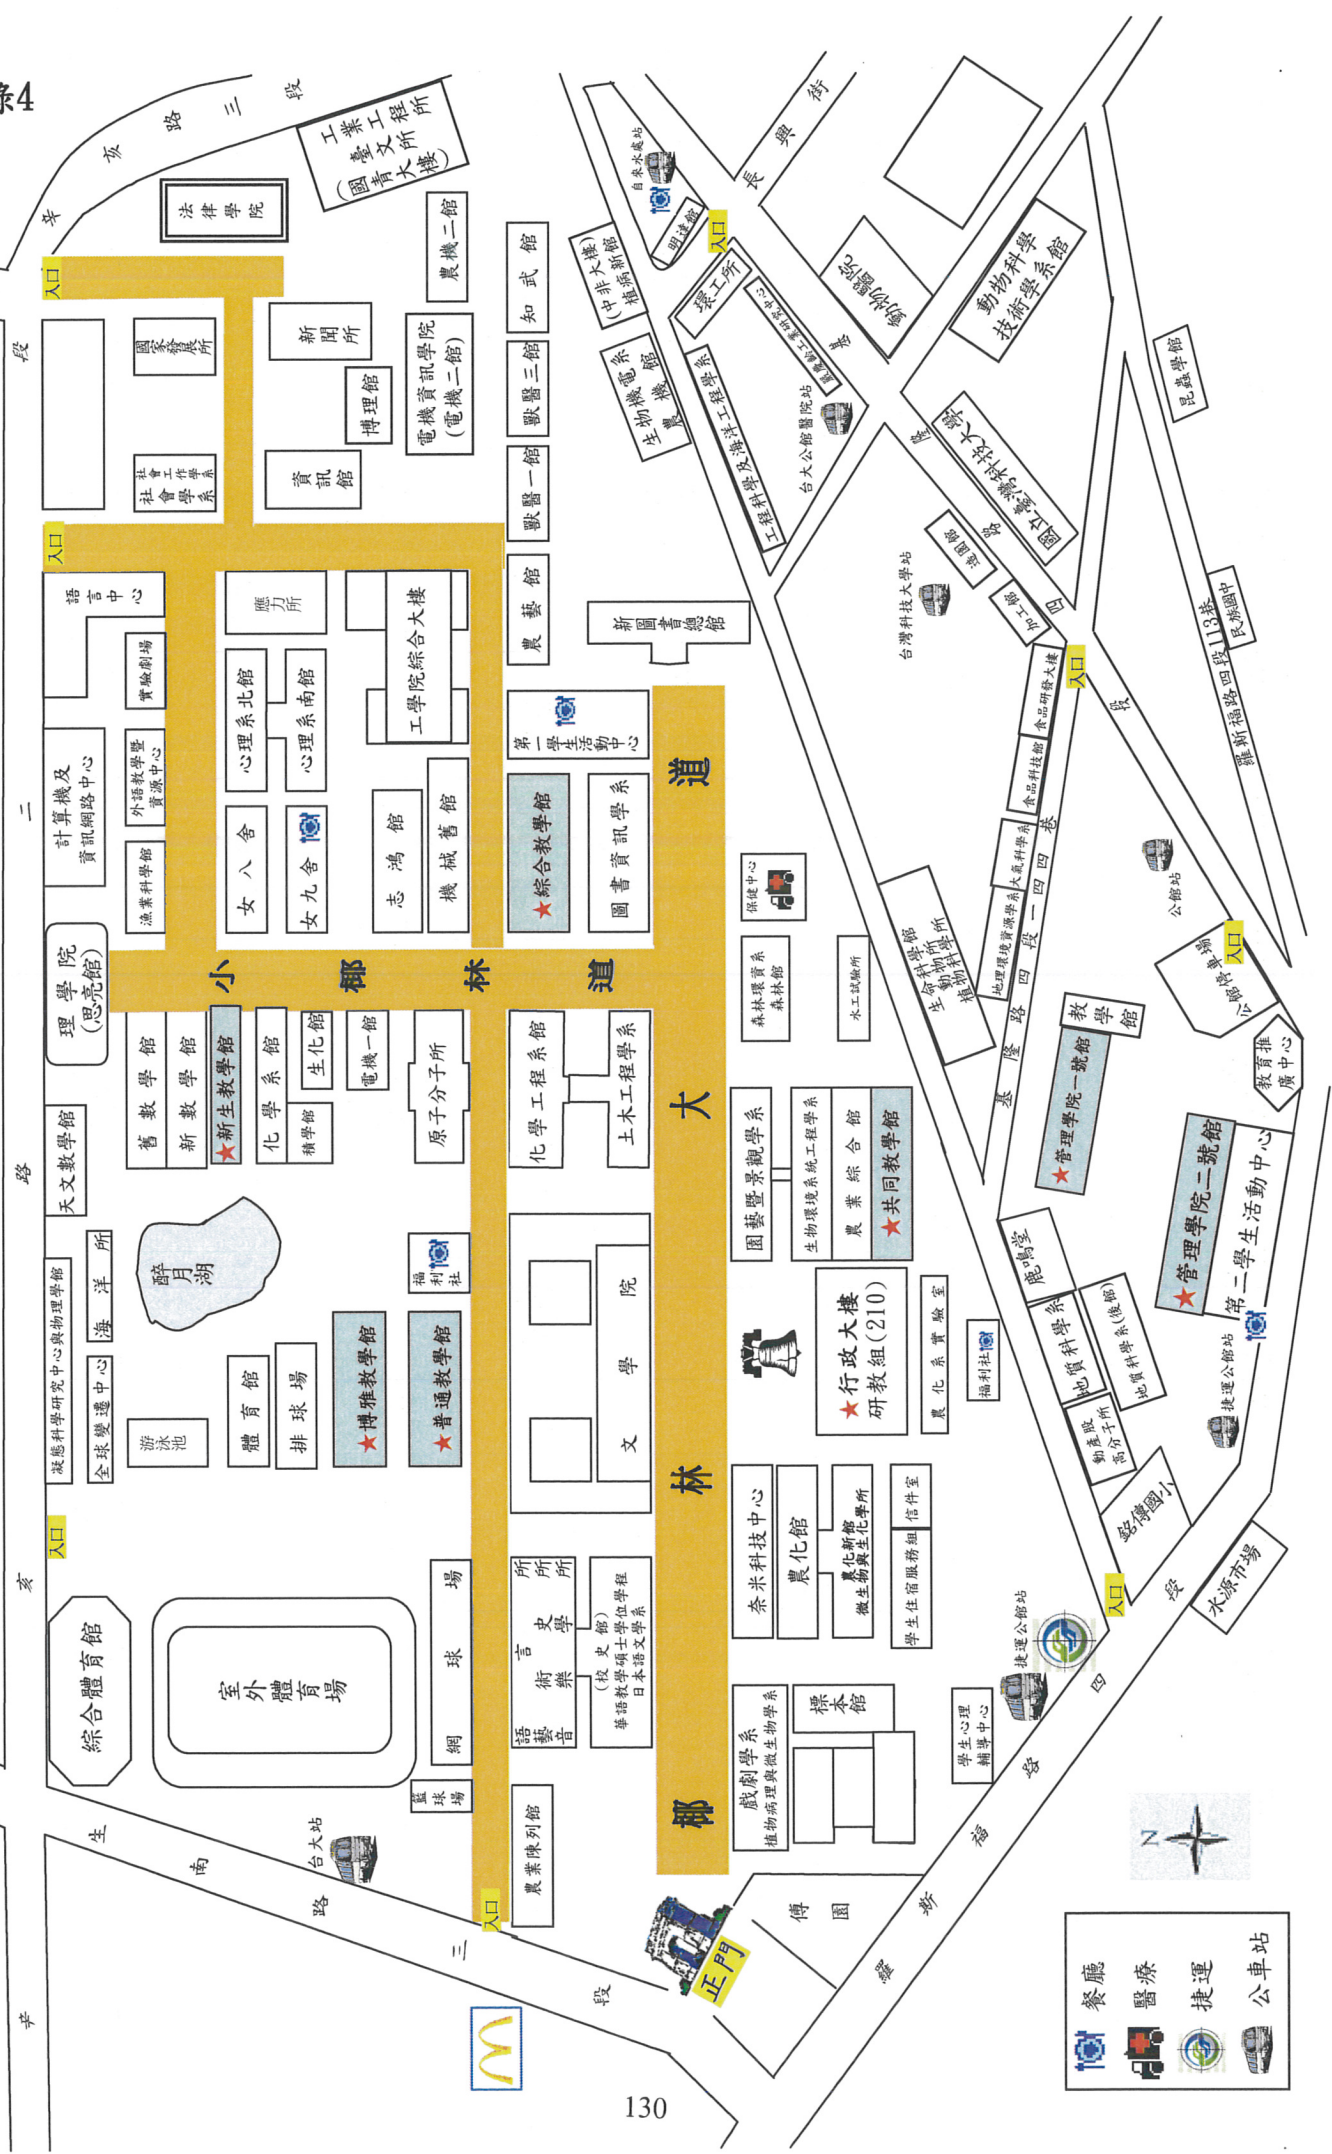 錄4
辛亥路三段
工業工程所
臺文所
(國青大樓)
法律學院
入口
農機二館
知武館
(中非大樓)
植病新館
自來水處站
明達館
入口
環工所
長興街
動物醫院
動物科學
技術學系館
昆蟲學館
國家發展所
新聞所
博理館
電機資訊學院
(電機二館)
獸醫三館
生物機電系
農機館
工程科學及海洋工程學系
台大公館醫院站
基隆路四段
國立臺灣科技大學
社會工作學系
社會學系
資訊館
獸醫一館
入口
語言中心
應力所
工學院綜合大樓
農藝館
新圖書總館
台灣科技大學站
造園館
加工館
入口
民族國中
羅斯福路四段113巷
實驗劇場
心理系北館
心理系南館
第一學生活動中心
食品研發大樓
計算機及
資訊網路中心
外語教學暨
資源中心
漁業科學館
女八舍
女九舍
志鴻館
機械舊館
綜合教學館
圖書資訊學系
保健中心
食品科技館
大氣科學系
地理環境資源學系
基隆路四段一四四巷
公館站
入口
理學院
(思亮館)
小椰林道
森林環資系
森林館
水工試驗所
生命科學館
動物所
植物科學所
教學館
公館停車場
教育推廣中心
舊數學館
新數學館
新生教學館
化學系館
積學館
生化館
電機一館
原子分子所
化學工程系館
土木工程學系
園藝暨景觀學系
生物環境系統工程學系
農業綜合館
共同教學館
管理學院一號館
管理學院二號館
第二學生活動中心
天文數學館
海洋所
凝態科學研究中心與物理學館
全球變遷中心
醉月湖
福利社
文學院
椰林大道
行政大樓
研教組(210)
農化系實驗室
福利社
鹿鳴堂
地質科學系
地質科學系(後館)
動產股
高分子所
捷運公館站
銘傳國小
游泳池
體育館
排球場
博雅教學館
普通教學館
入口
奈米科技中心
農化館
農化新館
微生物與生化學所
學生住宿服務組
信件室
水源市場
入口
捷運公館站
綜合體育館
室外體育場
網球場
籃球場
語言所
藝術史所
音樂學所
(校史館)
華語教學碩士學位學程
日本語文學系
戲劇學系
植物病理與微生物學系
標本館
學生心理
輔導中心
農業陳列館
台大站
入口
辛亥路二段
新生南路三段
正門
傅園
羅斯福路四段
N
餐廳
醫療
捷運
公車站
130